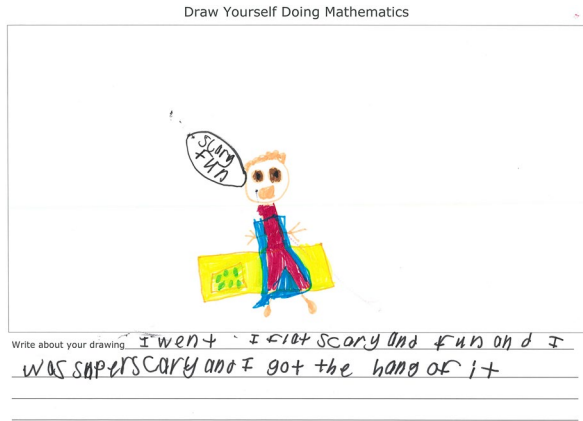 Draw Yourself Doing Mathematics
scary
fun
Write about your drawing I went I flot scary and fun and I
was superscary and I got the hang of it